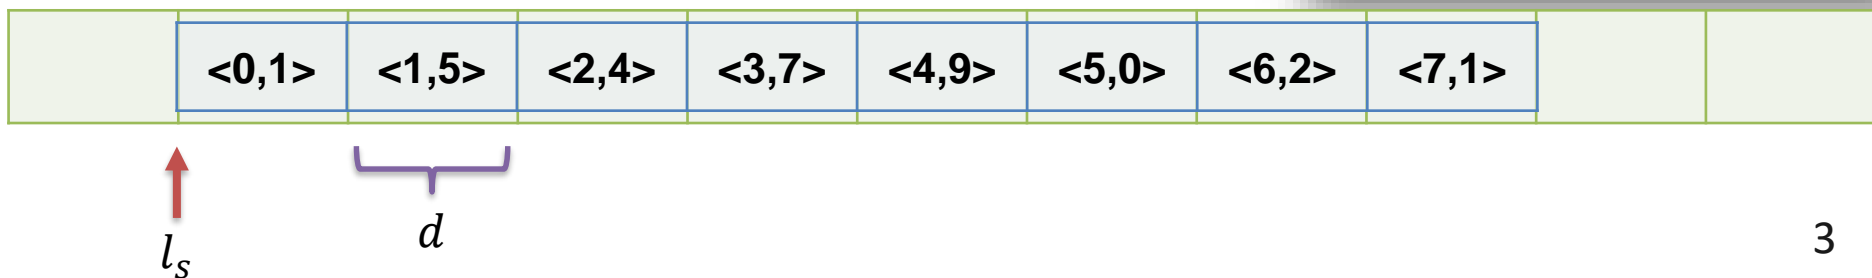 <0,1> <1,5> <2,4> <3,7> <4,9> <5,0> <6,2> <7,1>
d
l_s
3